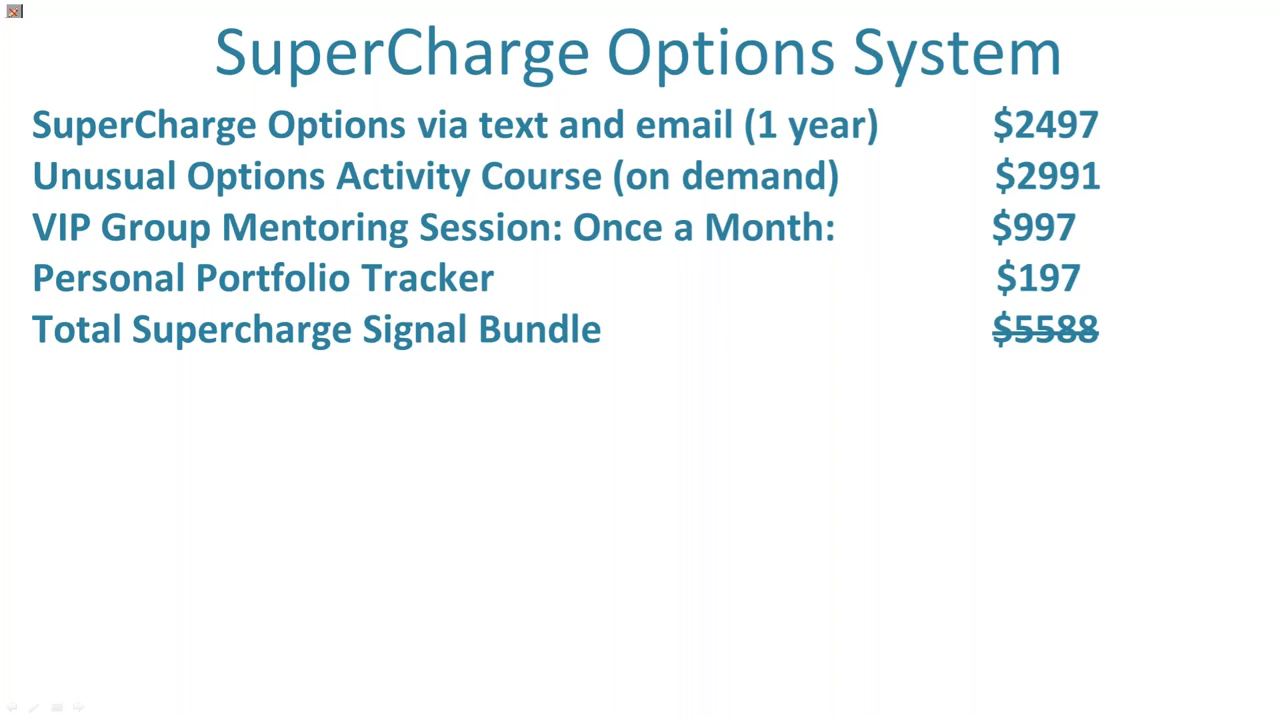 SuperCharge Options System
SuperCharge Options via text and email (1 year) $2497
Unusual Options Activity Course (on demand) $2991
VIP Group Mentoring Session: Once a Month: $997
Personal Portfolio Tracker $197
Total Supercharge Signal Bundle $5588